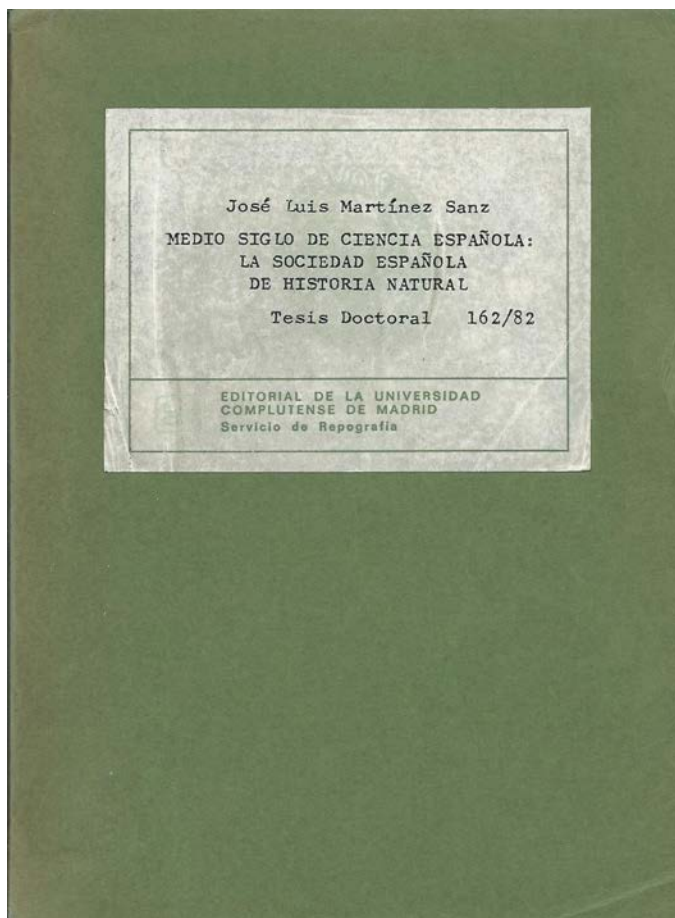 José Luis Martínez Sanz
MEDIO SIGLO DE CIENCIA ESPAÑOLA:
LA SOCIEDAD ESPAÑOLA
DE HISTORIA NATURAL
Tesis Doctoral 162/82
EDITORIAL DE LA UNIVERSIDAD
COMPLUTENSE DE MADRID
Servicio de Repografía